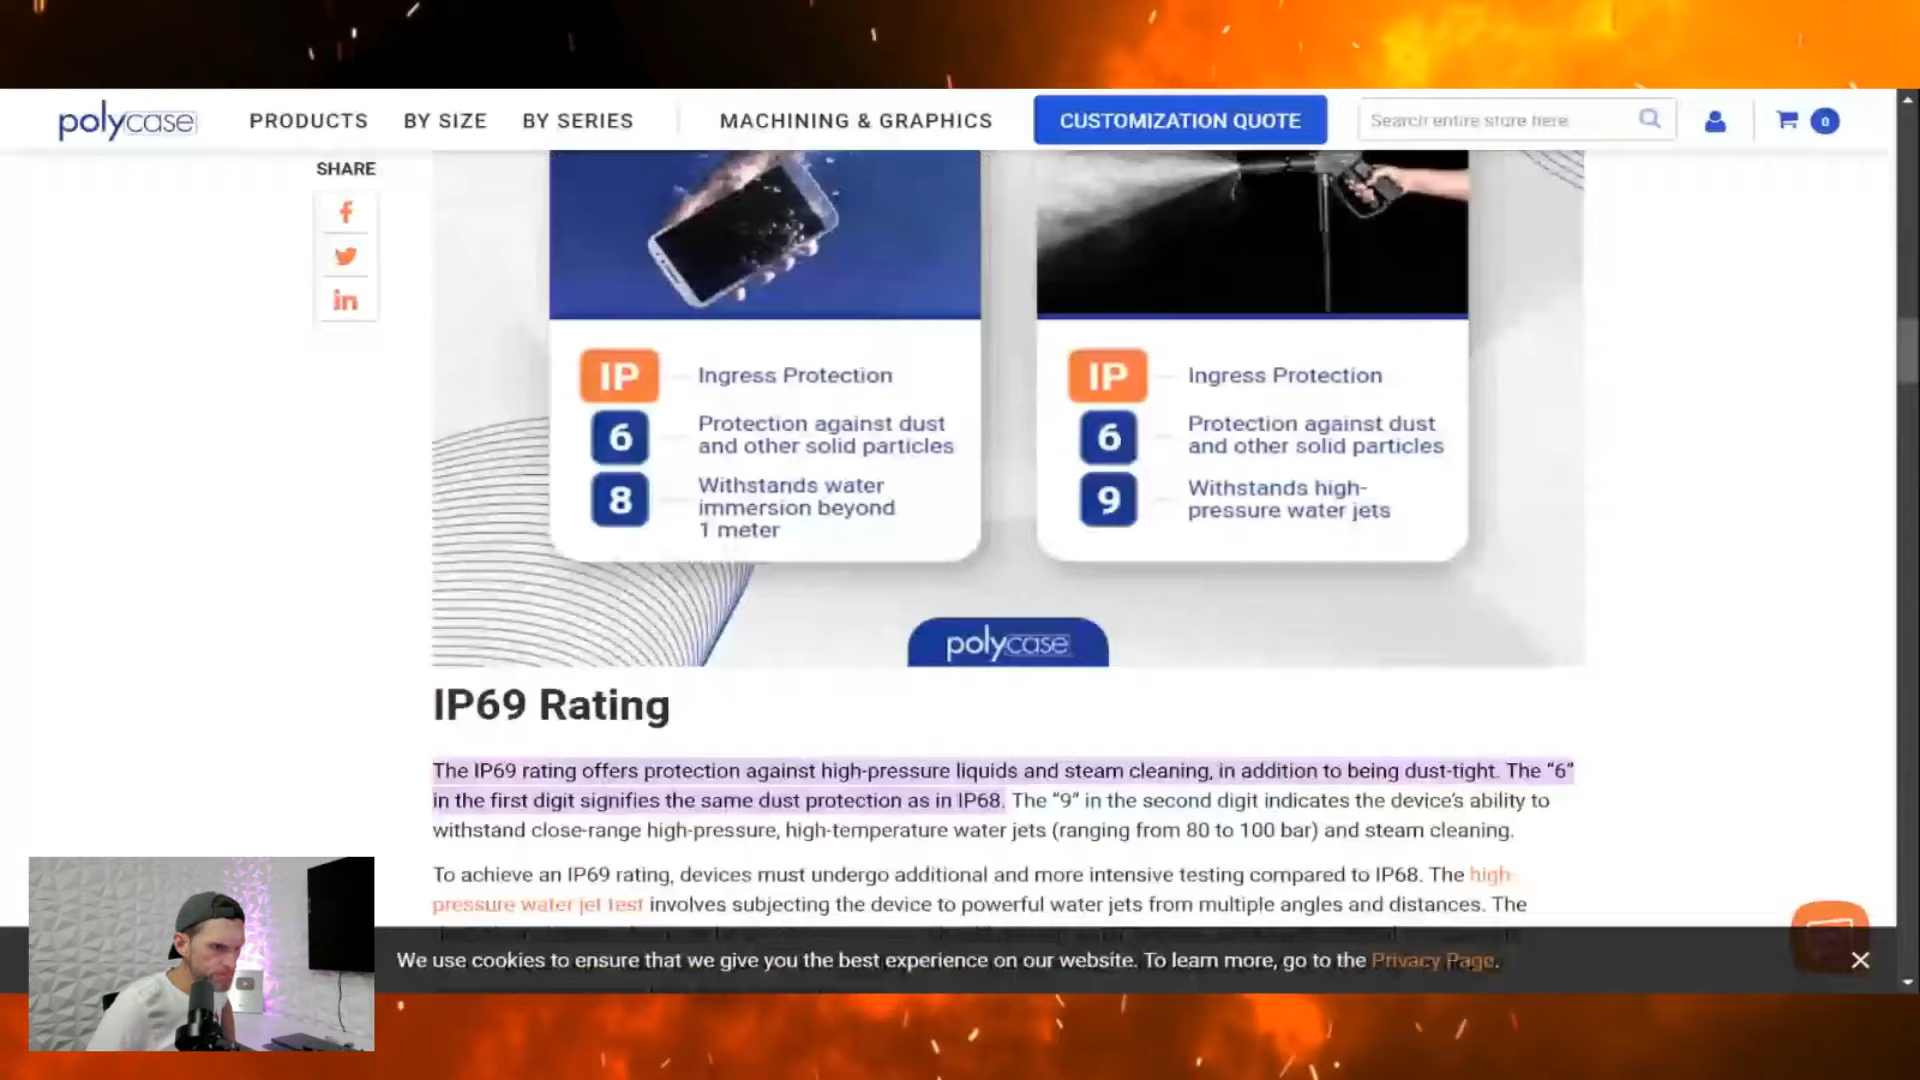 polycase
PRODUCTS
BY SIZE
BY SERIES
MACHINING & GRAPHICS
CUSTOMIZATION QUOTE
Search entire store here
0
SHARE
IP
Ingress Protection
6
Protection against dust
and other solid particles
8
Withstands water
immersion beyond
1 meter
IP
Ingress Protection
6
Protection against dust
and other solid particles
9
Withstands high-
pressure water jets
polycase
IP69 Rating
The IP69 rating offers protection against high-pressure liquids and steam cleaning, in addition to being dust-tight. The “6”
in the first digit signifies the same dust protection as in IP68. The “9” in the second digit indicates the device's ability to
withstand close-range high-pressure, high-temperature water jets (ranging from 80 to 100 bar) and steam cleaning.
To achieve an IP69 rating, devices must undergo additional and more intensive testing compared to IP68. The high-
pressure water jet test involves subjecting the device to powerful water jets from multiple angles and distances. The
We use cookies to ensure that we give you the best experience on our website. To learn more, go to the Privacy Page.